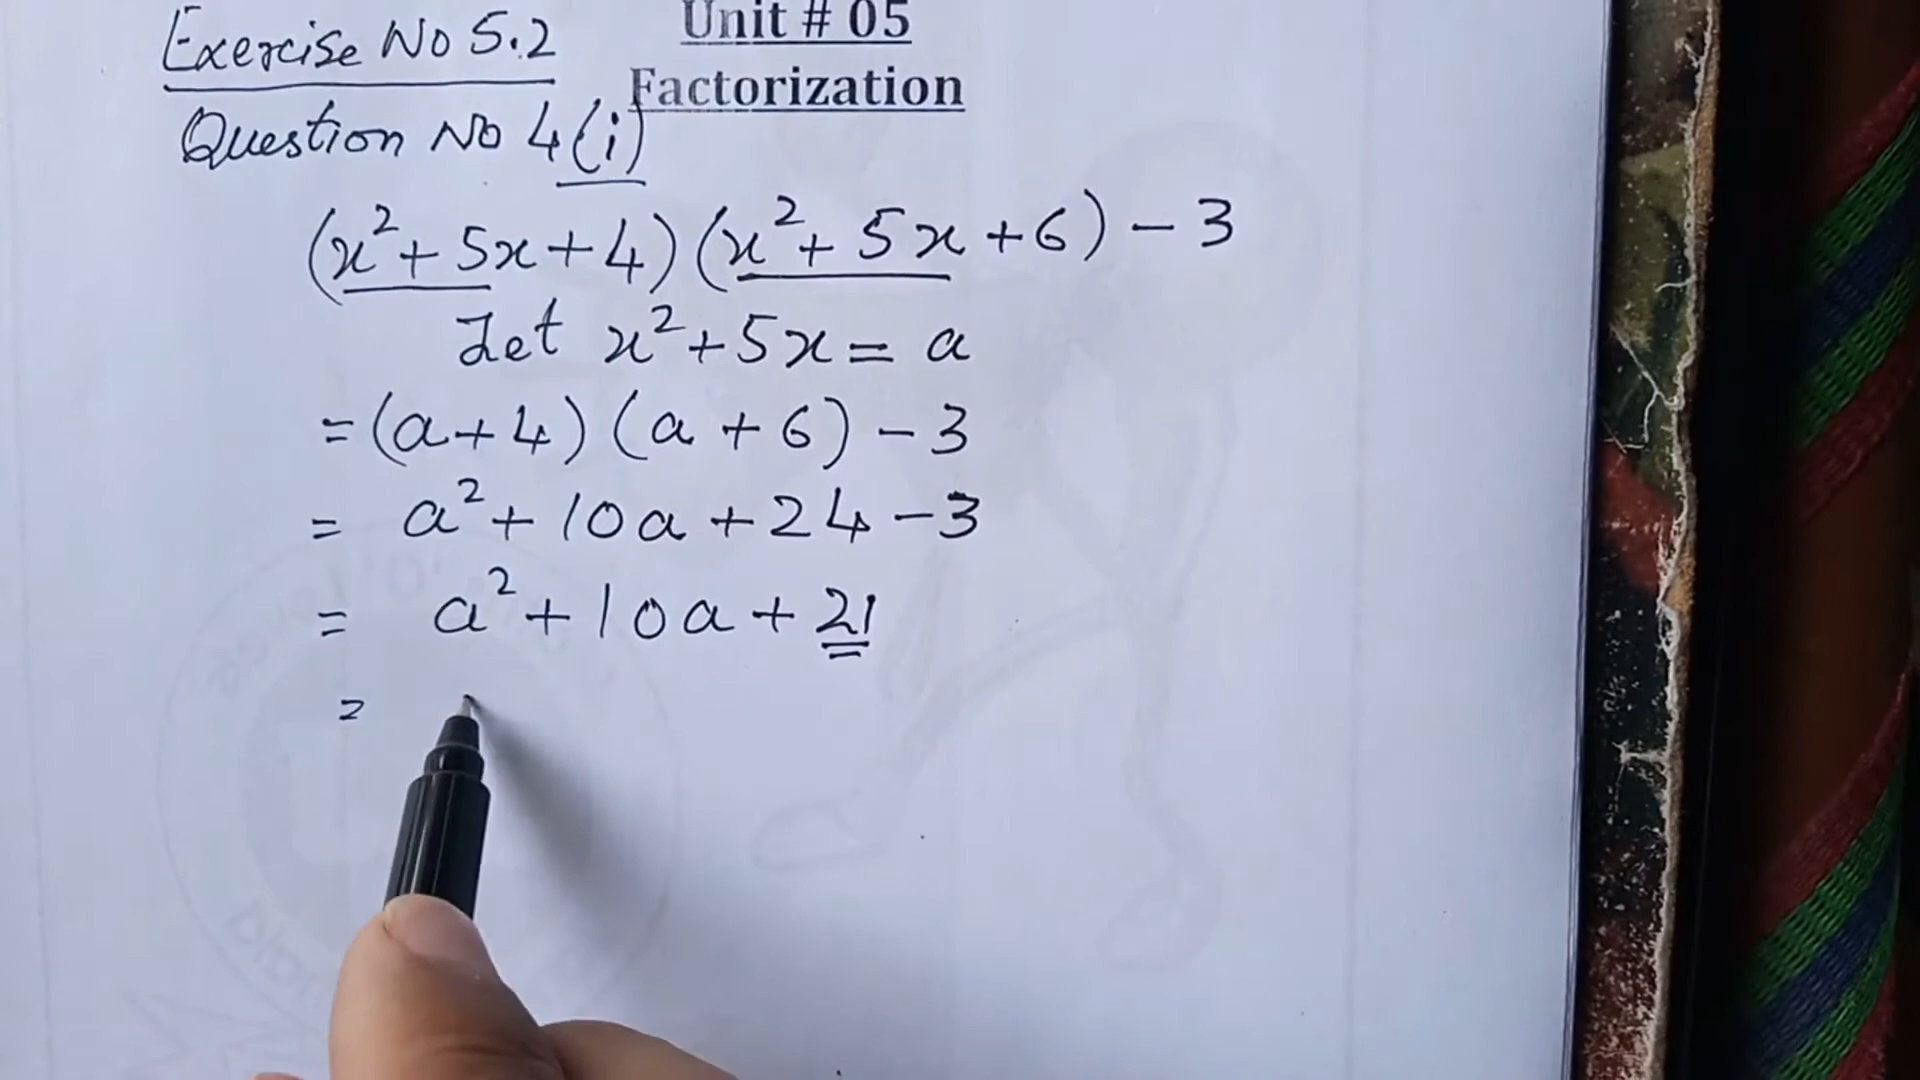 Unit # 05
Exercise No 5.2
Factorization
Question No 4(i)
(x²+5x+4)(x²+5x+6)-3
Let x²+5x=a
=(a+4)(a+6)-3
= a²+10a+24-3
= a²+10a+21
=